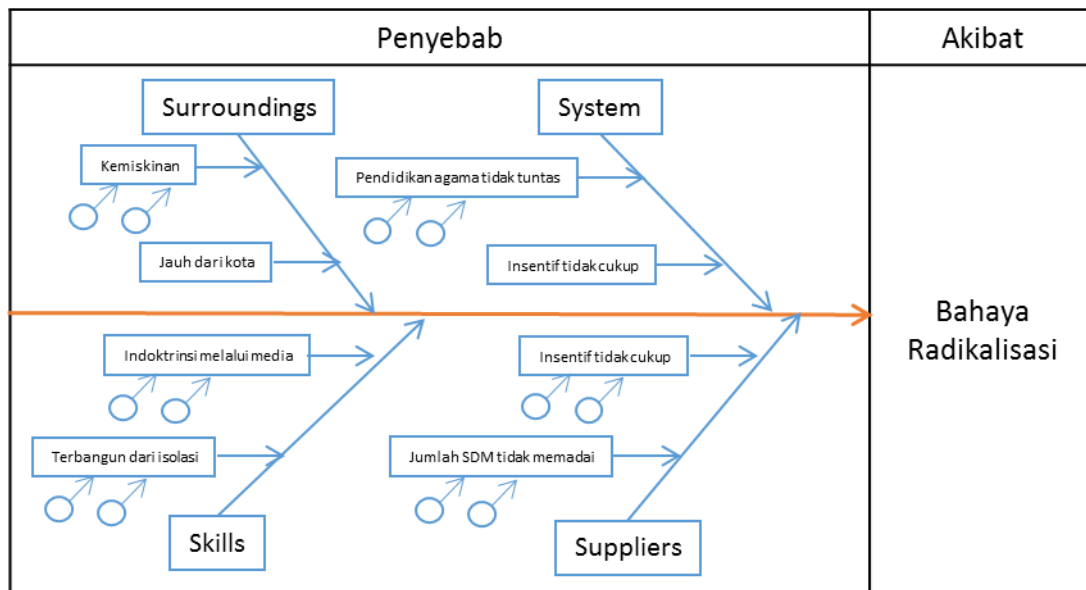 Penyebab
Akibat
Surroundings
System
Kemiskinan
Pendidikan agama tidak tuntas
Jauh dari kota
Insentif tidak cukup
Bahaya
Radikalisasi
Indoktrinsi melalui media
Insentif tidak cukup
Terbangun dari isolasi
Jumlah SDM tidak memadai
Skills
Suppliers